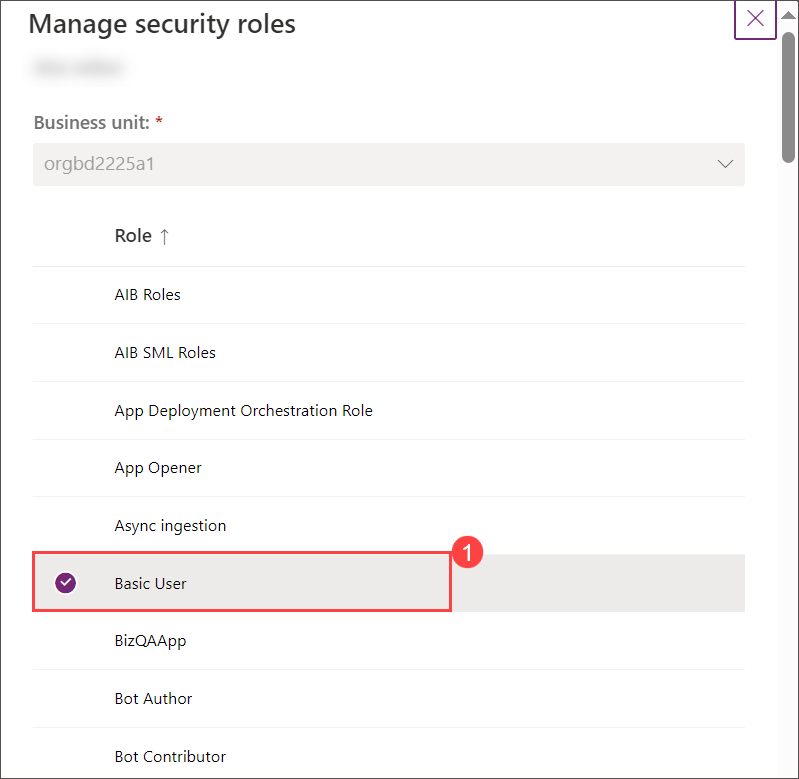 Manage security roles
Business unit: *
orgbd2225a1
Role ↑
AIB Roles
AIB SML Roles
App Deployment Orchestration Role
App Opener
Async ingestion
1
Basic User
BizQAApp
Bot Author
Bot Contributor